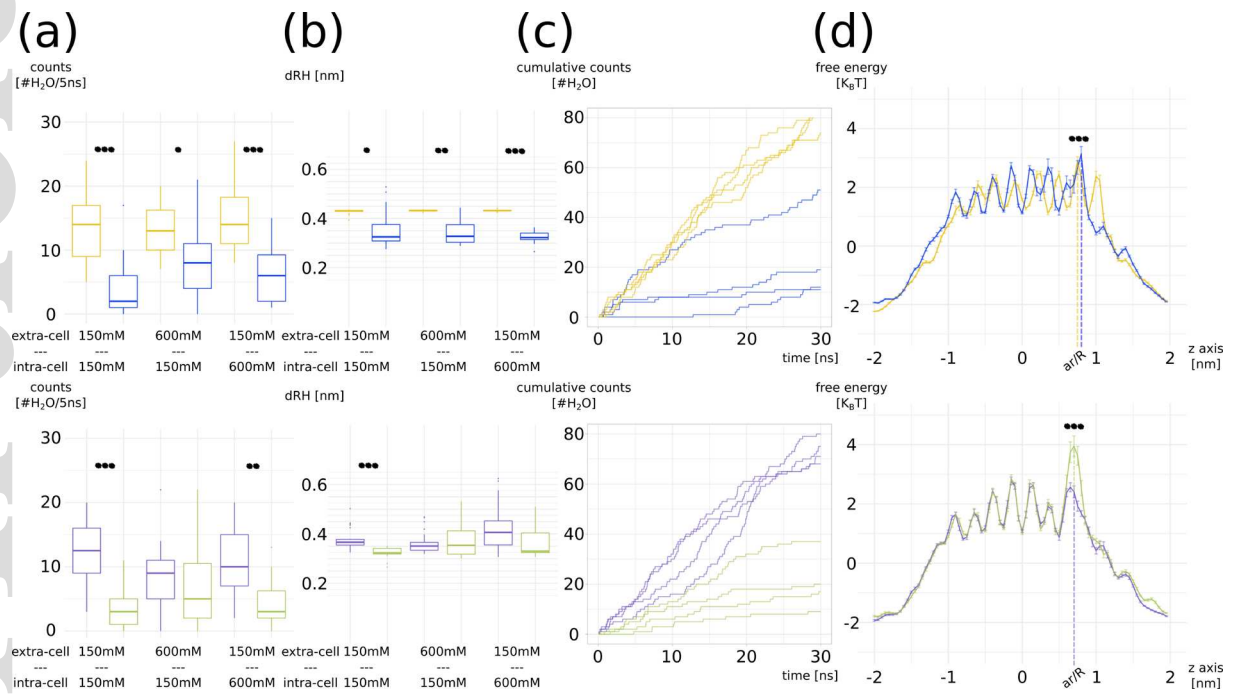 (a) (b) (c) (d)
counts
[#H₂O/5ns]
30
20
10
0
extra-cell 150mM 600mM 150mM
--- --- --- ---
intra-cell 150mM 150mM 600mM
dRH [nm]
0.6
0.4
0.2
extra-cell 150mM 600mM 150mM
--- --- --- ---
intra-cell 150mM 150mM 600mM
cumulative counts
[#H₂O]
80
60
40
20
0
0 10 20 30
time [ns]
free energy
[K_BT]
4
2
0
-2
-2 -1 0 ar/R 1 2 z axis
[nm]
counts
[#H₂O/5ns]
30
20
10
0
extra-cell 150mM 600mM 150mM
--- --- --- ---
intra-cell 150mM 150mM 600mM
dRH [nm]
0.6
0.4
0.2
extra-cell 150mM 600mM 150mM
--- --- --- ---
intra-cell 150mM 150mM 600mM
cumulative counts
[#H₂O]
80
60
40
20
0
0 10 20 30
time [ns]
free energy
[K_BT]
4
2
0
-2
-2 -1 0 ar/R 1 2 z axis
[nm]